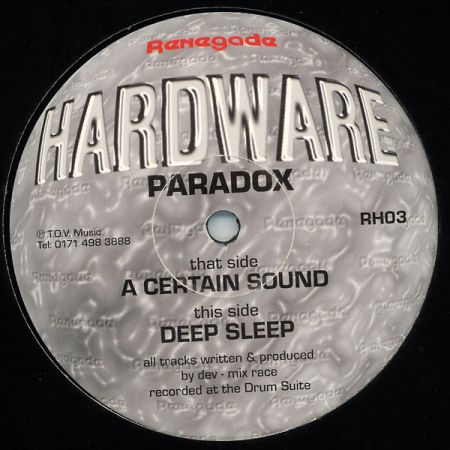 Renegade
HARDWARE
PARADOX
RH03
℗ T.O.V. Music
Tel: 0171 498 3888
that side
A CERTAIN SOUND
this side
DEEP SLEEP
all tracks written & produced
by dev - mix race
recorded at the Drum Suite